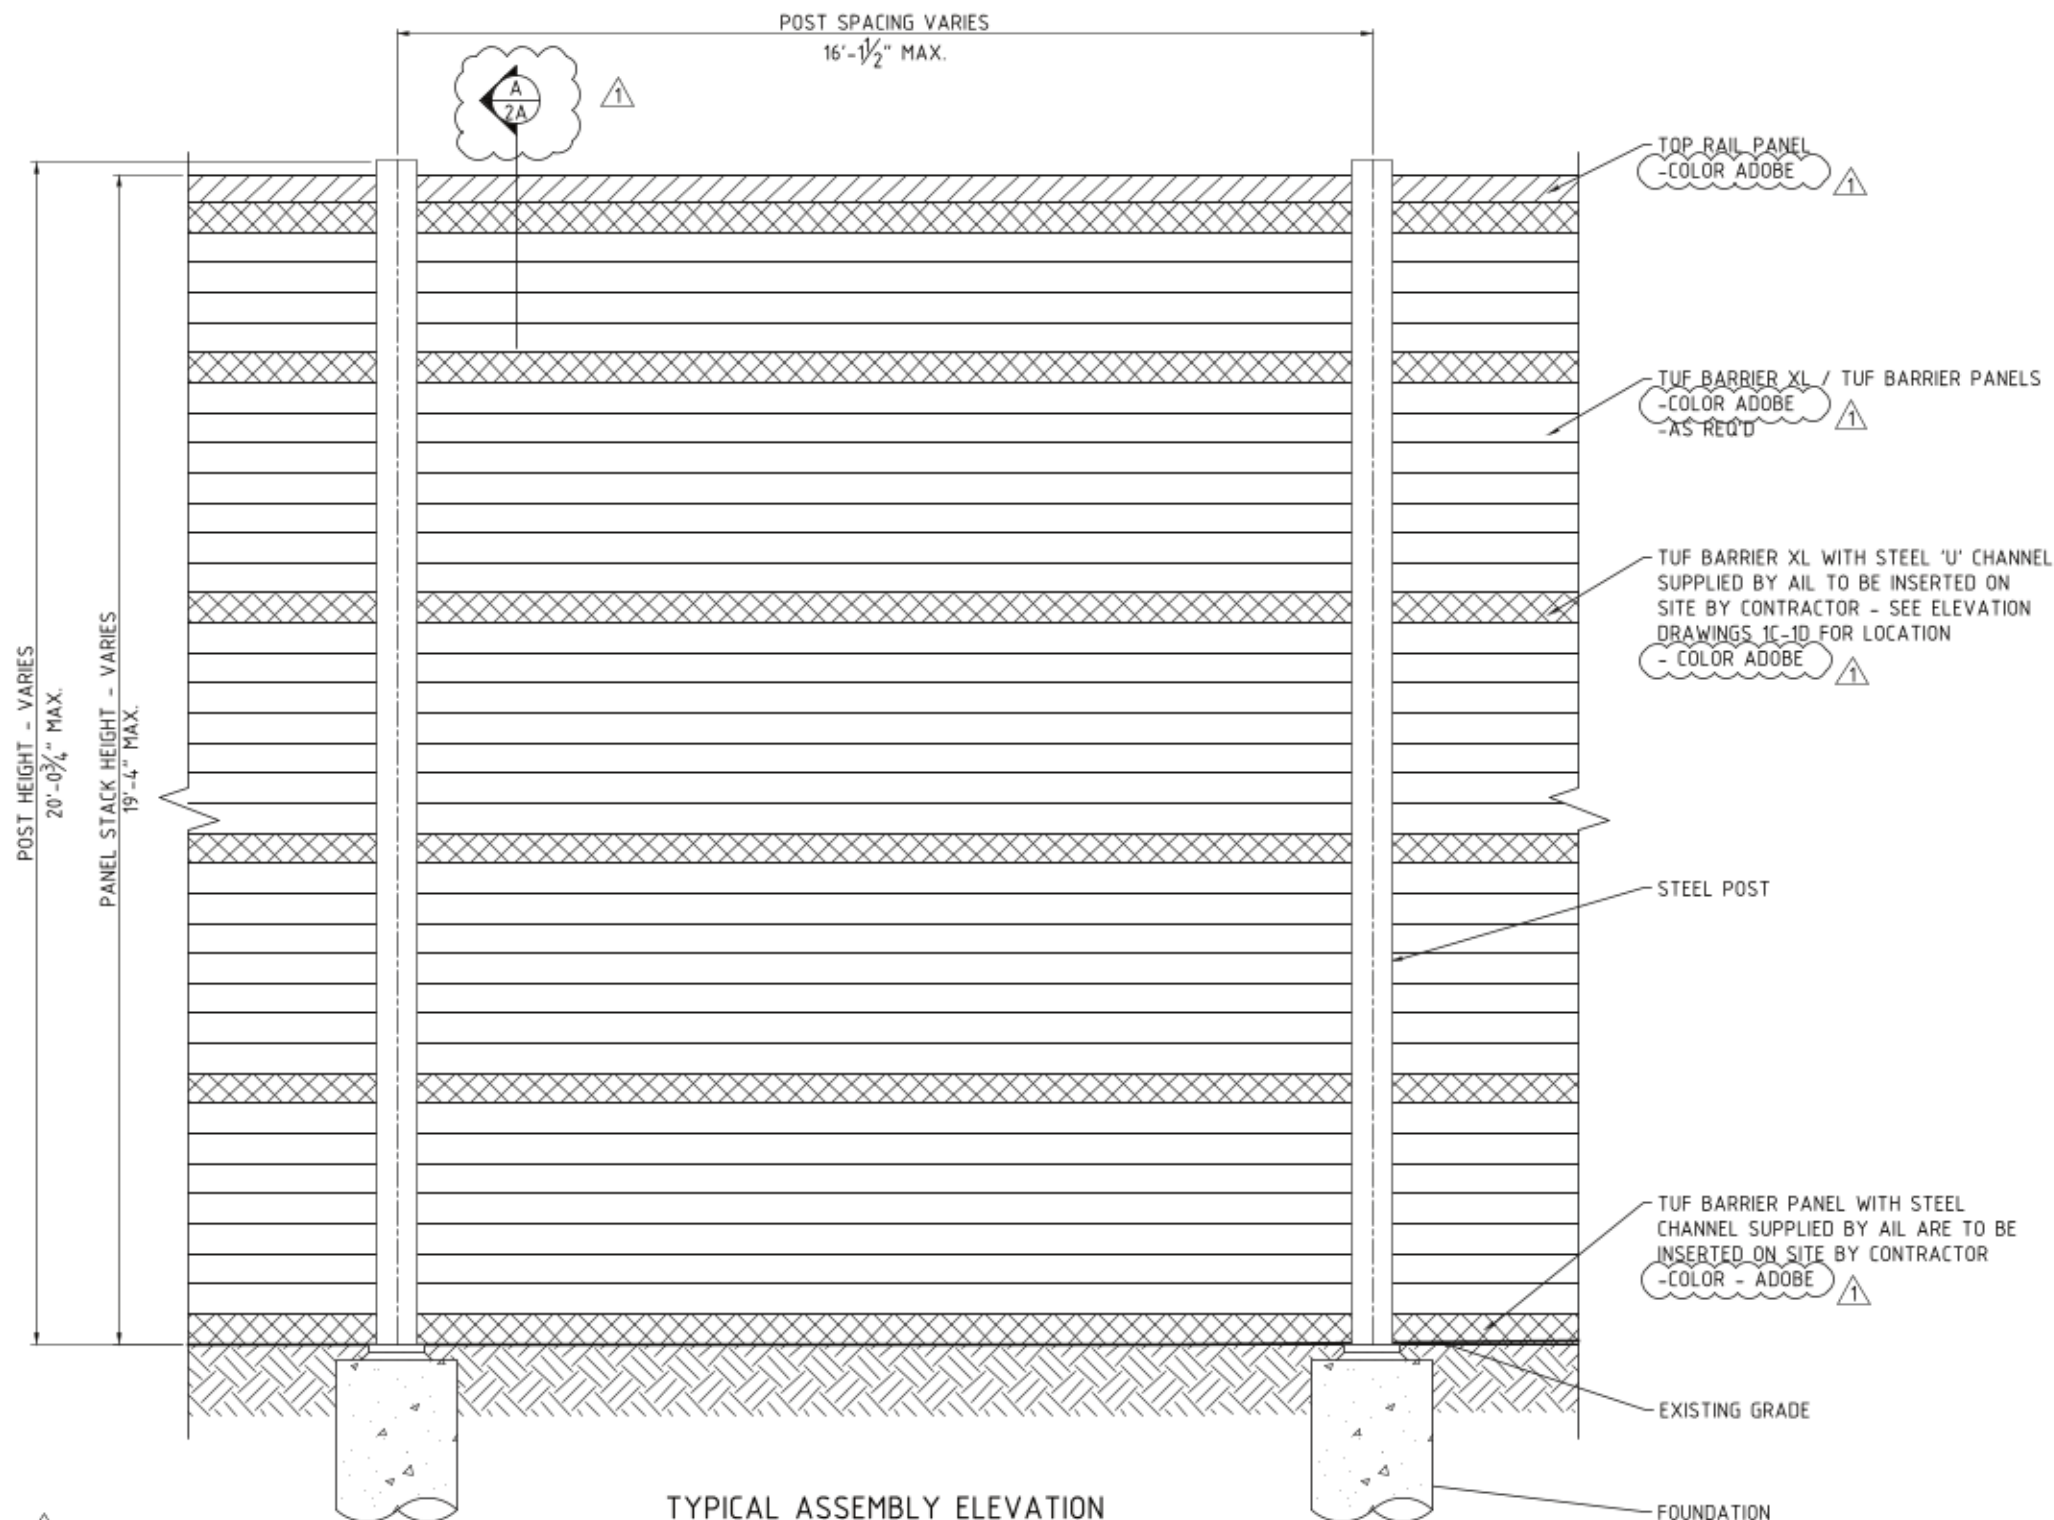 POST SPACING VARIES
16'-1 1/2" MAX.
A
2A
1
TOP RAIL PANEL
-COLOR ADOBE
1
TUF BARRIER XL / TUF BARRIER PANELS
-COLOR ADOBE
1
-AS REQ'D
TUF BARRIER XL WITH STEEL 'U' CHANNEL
SUPPLIED BY AIL TO BE INSERTED ON
SITE BY CONTRACTOR - SEE ELEVATION
DRAWINGS 1C-1D FOR LOCATION
- COLOR ADOBE
1
POST HEIGHT - VARIES
20'-0 3/4" MAX.
PANEL STACK HEIGHT - VARIES
19'-4" MAX.
STEEL POST
TUF BARRIER PANEL WITH STEEL
CHANNEL SUPPLIED BY AIL ARE TO BE
INSERTED ON SITE BY CONTRACTOR
-COLOR - ADOBE
1
EXISTING GRADE
FOUNDATION
TYPICAL ASSEMBLY ELEVATION